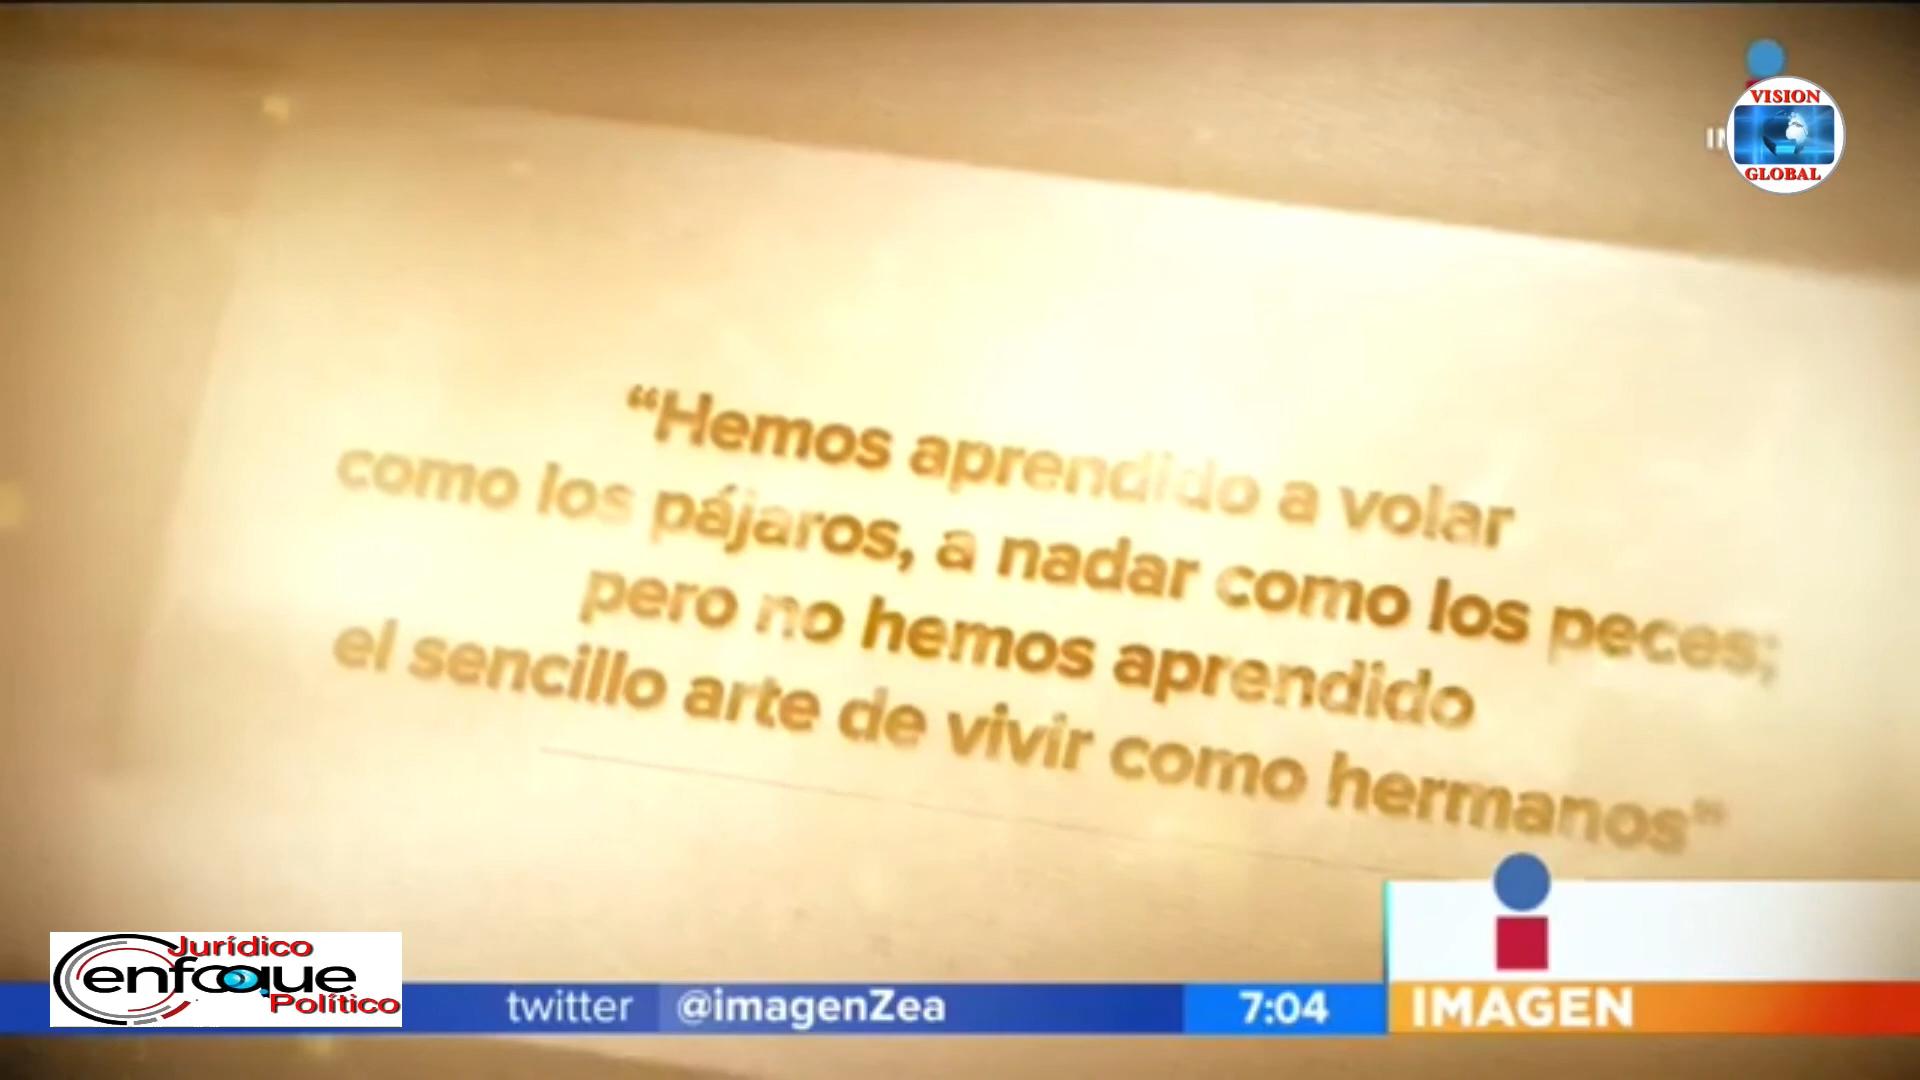 VISION
GLOBAL
“Hemos aprendido a volar
como los pájaros, a nadar como los peces;
pero no hemos aprendido
el sencillo arte de vivir como hermanos”
Jurídico
enfoque
Político
twitter @imagenZea 7:04 IMAGEN